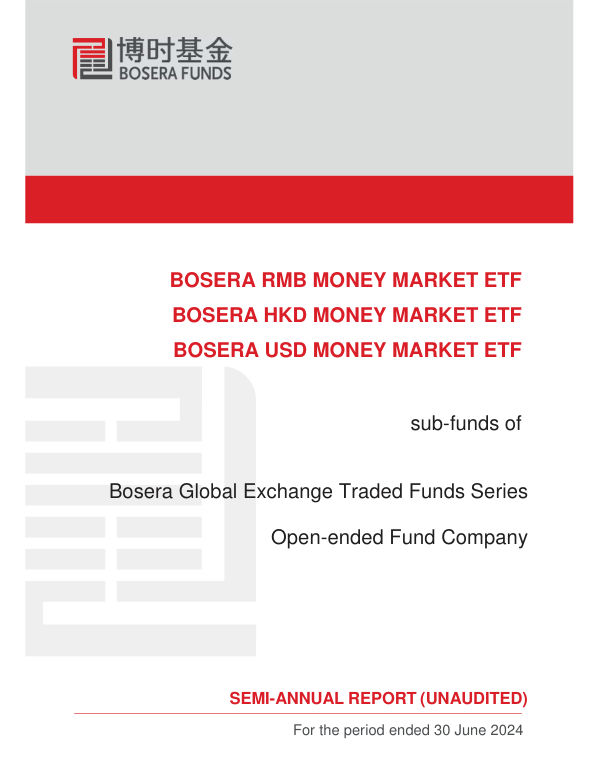 博时基金
BOSERA FUNDS
BOSERA RMB MONEY MARKET ETF
BOSERA HKD MONEY MARKET ETF
BOSERA USD MONEY MARKET ETF
sub-funds of
Bosera Global Exchange Traded Funds Series
Open-ended Fund Company
SEMI-ANNUAL REPORT (UNAUDITED)
For the period ended 30 June 2024